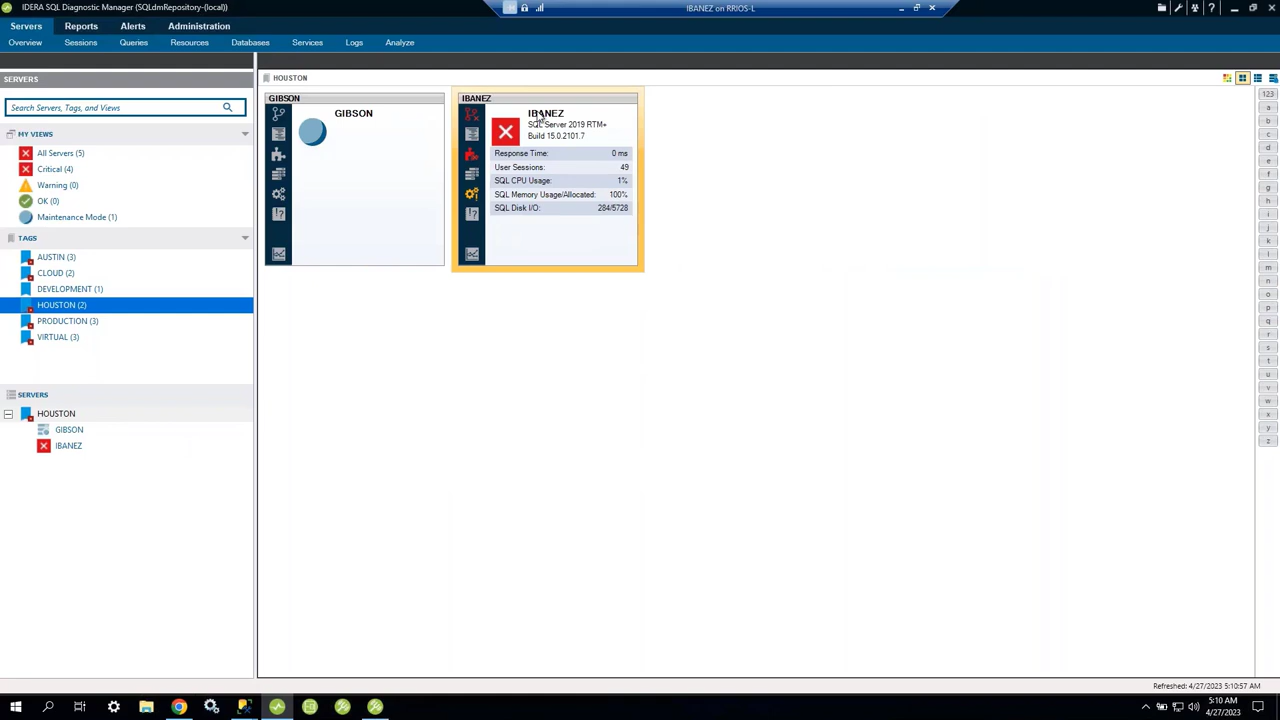 IDERA SQL Diagnostic Manager (SQLdmRepository-(local))
IBANEZ on RRIOS-L
Servers Reports Alerts Administration
Overview Sessions Queries Resources Databases Services Logs Analyze
SERVERS
HOUSTON
Search Servers, Tags, and Views
MY VIEWS
All Servers (5)
Critical (4)
Warning (0)
OK (0)
Maintenance Mode (1)
TAGS
AUSTIN (3)
CLOUD (2)
DEVELOPMENT (1)
HOUSTON (2)
PRODUCTION (3)
VIRTUAL (3)
SERVERS
HOUSTON
GIBSON
IBANEZ
GIBSON
GIBSON
IBANEZ
IBANEZ
SQL Server 2019 RTM+
Build 15.0.2101.7
Response Time: 0 ms
User Sessions: 49
SQL CPU Usage: 1%
SQL Memory Usage/Allocated: 100%
SQL Disk I/O: 284/5728
123
a
b
c
d
e
f
g
h
i
j
k
l
m
n
o
p
q
r
s
t
u
v
w
x
y
z
Refreshed: 4/27/2023 5:10:57 AM
5:10 AM
4/27/2023